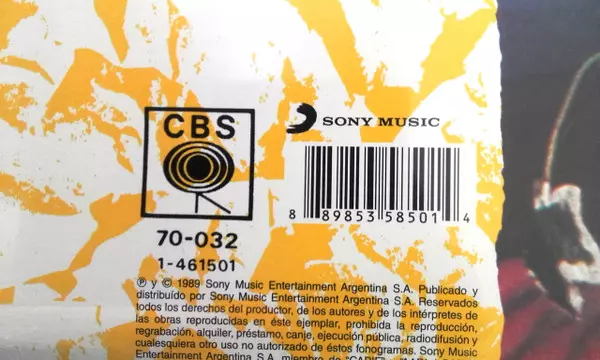 CBS
SONY MUSIC
8 89853 58501 4
70-032
1-461501
℗ y © 1989 Sony Music Entertainment Argentina S.A. Publicado y
distribuído por Sony Music Entertainment Argentina S.A. Reservados
todos los derechos del productor, de los autores y de los intérpretes de
las obras reproducidas en éste ejemplar, prohibida la reproducción,
regrabación, alquiler, préstamo, canje, ejecución pública, radiodifusión y
cualesquiera otro uso no autorizado de éstos fonogramas. Sony Music
Entertainment Argentina S.A. miembro de